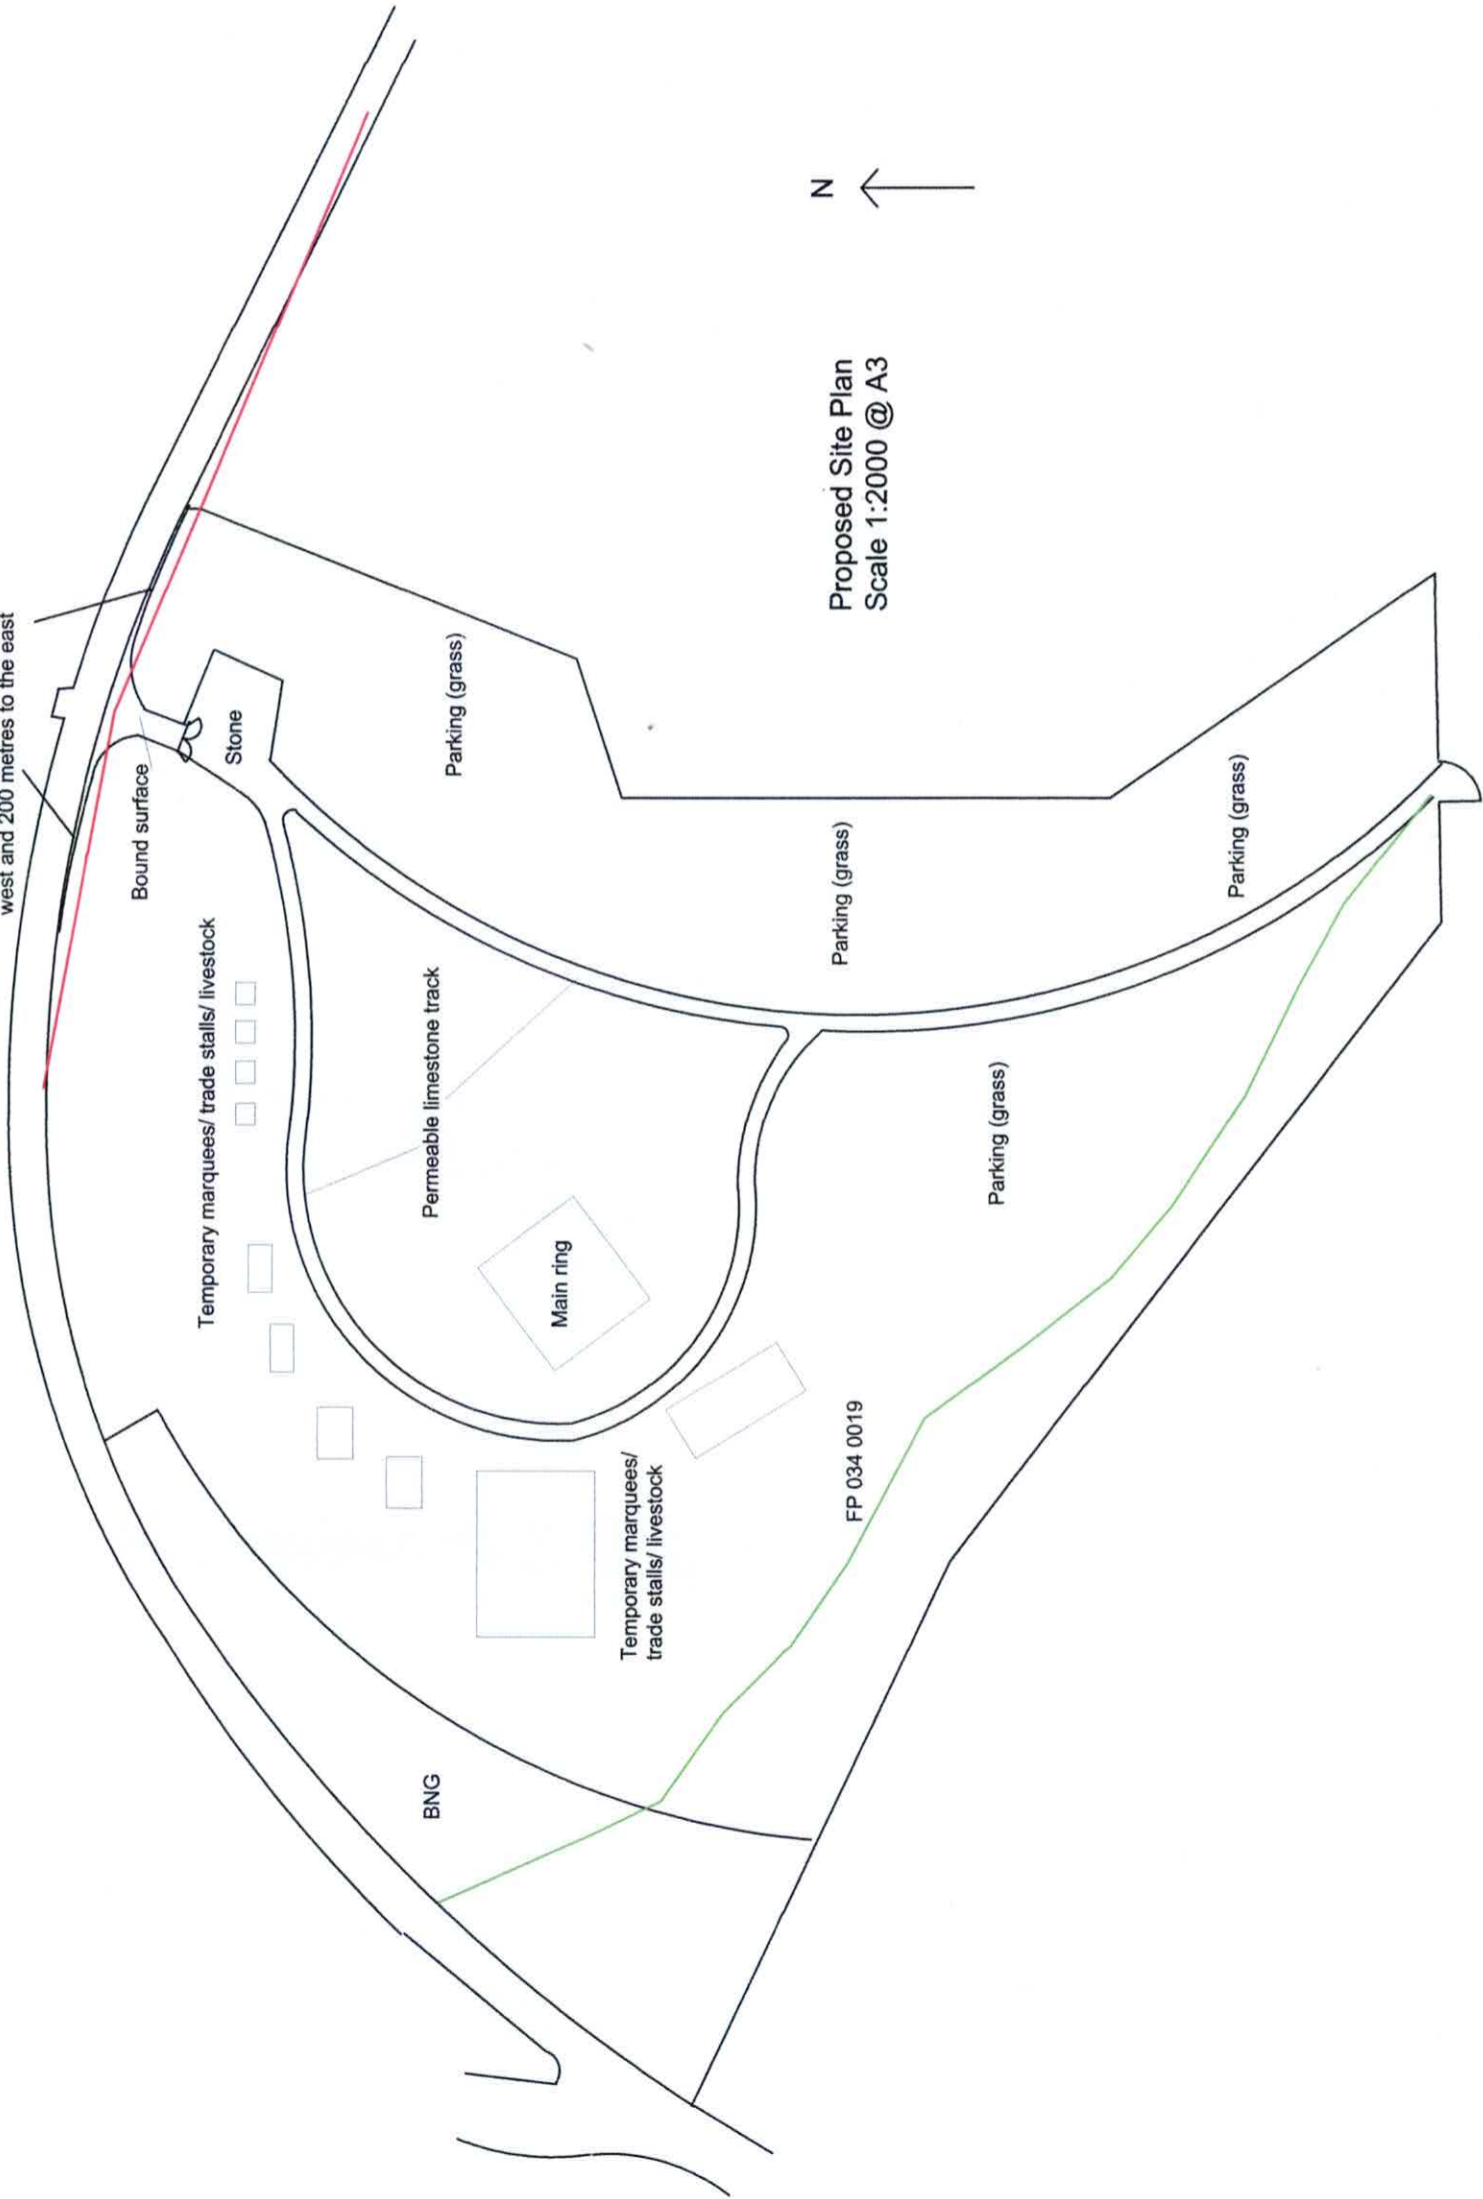 west and 200 metres to the east
Bound surface
Stone
Temporary marquees/ trade stalls/ livestock
Parking (grass)
Permeable limestone track
Main ring
BNG
Temporary marquees/
trade stalls/ livestock
Parking (grass)
FP 034 0019
Parking (grass)
Parking (grass)
N
Proposed Site Plan
Scale 1:2000 @ A3